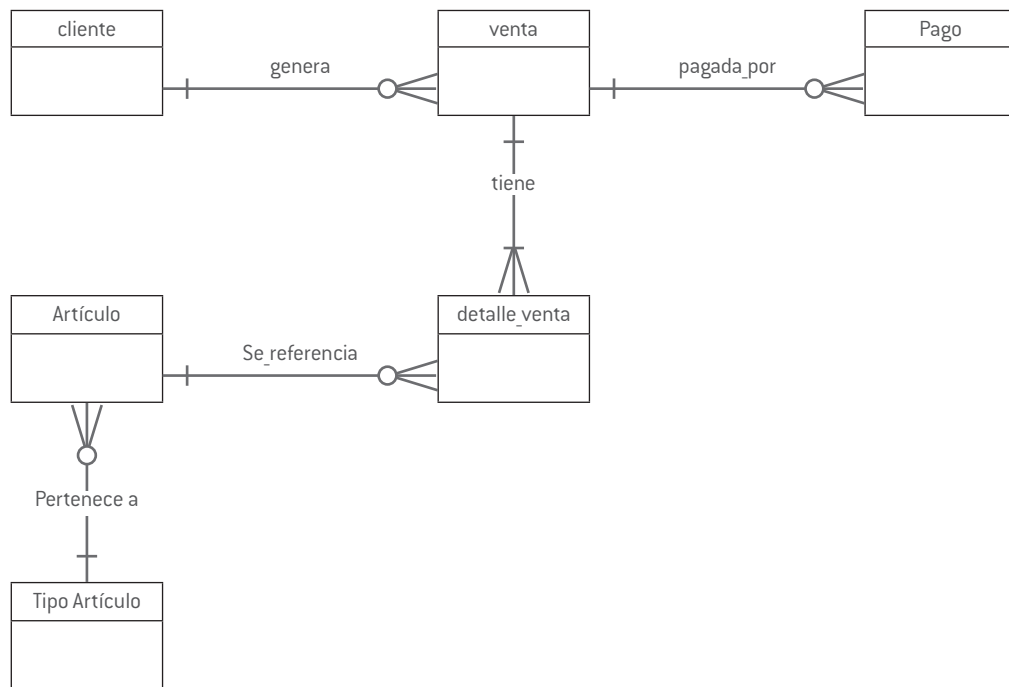 cliente
venta
Pago
genera
pagada_por
tiene
Artículo
detalle_venta
Se_referencia
Pertenece a
Tipo Artículo